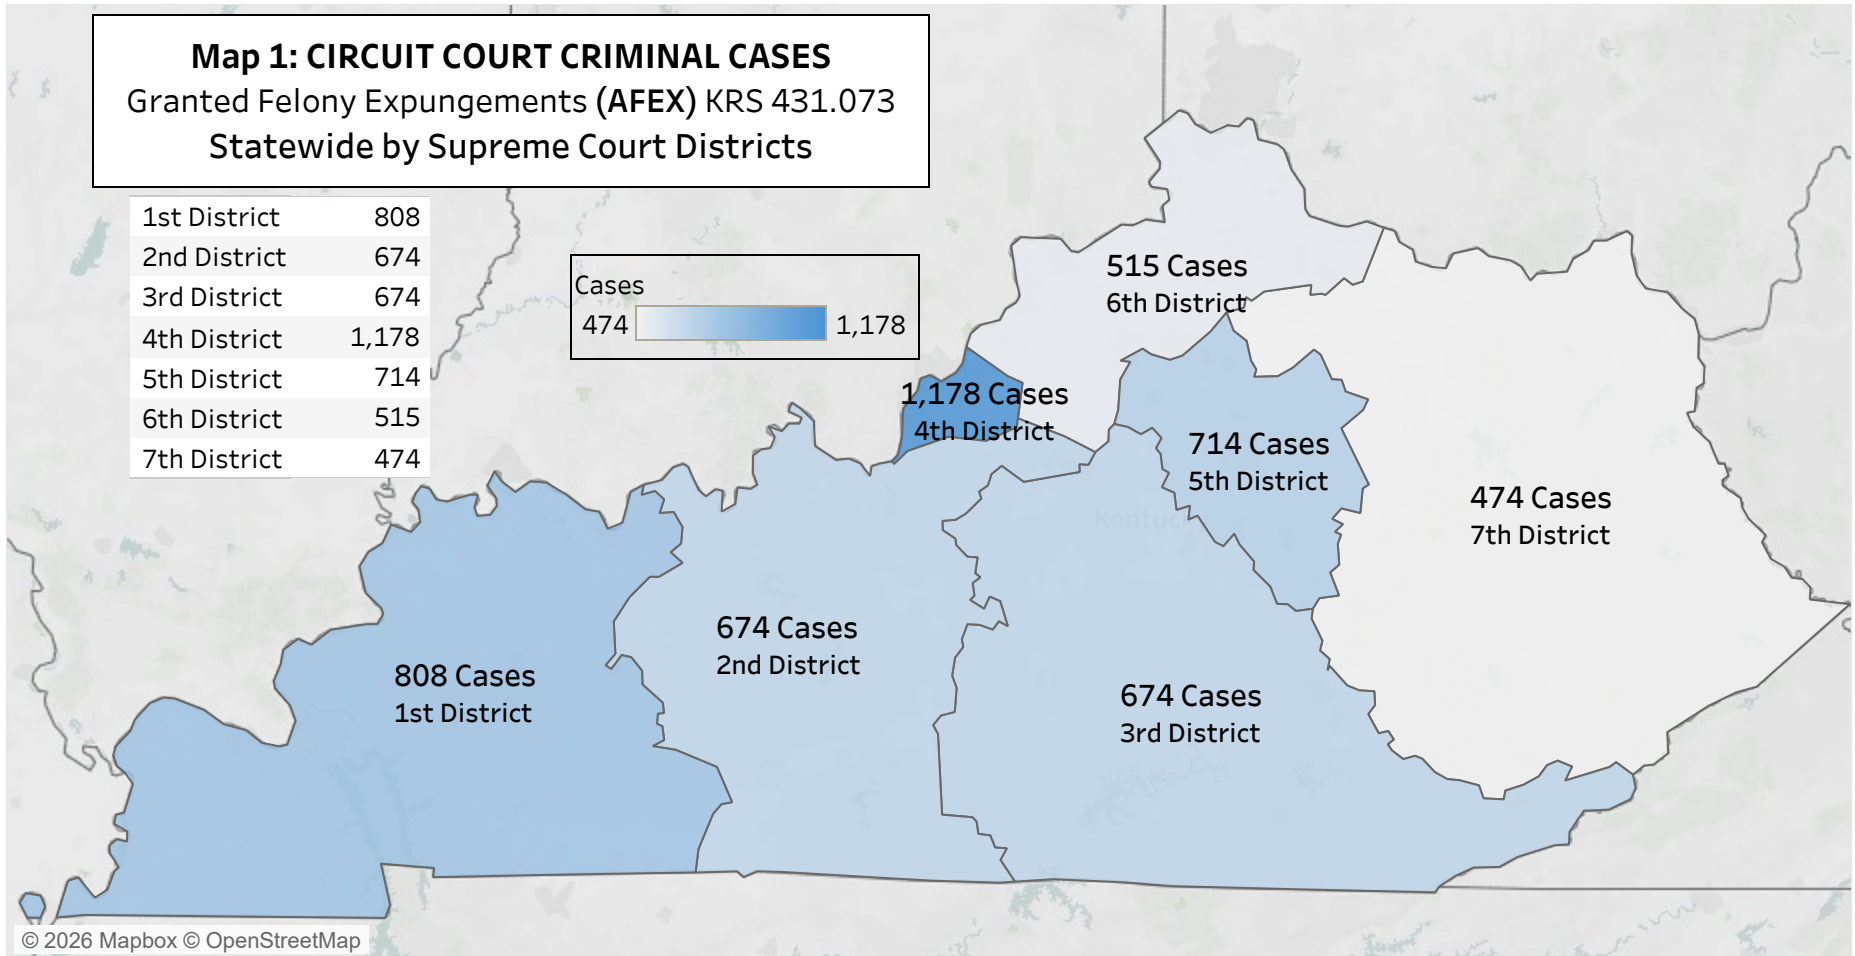 Map 1: CIRCUIT COURT CRIMINAL CASES
Granted Felony Expungements (AFEX) KRS 431.073
Statewide by Supreme Court Districts
1st District 808
2nd District 674
3rd District 674
4th District 1,178
5th District 714
6th District 515
7th District 474
Cases
474 1,178
515 Cases
6th District
1,178 Cases
4th District
714 Cases
5th District
474 Cases
7th District
Kentucky
674 Cases
2nd District
808 Cases
1st District
674 Cases
3rd District
© 2026 Mapbox © OpenStreetMap